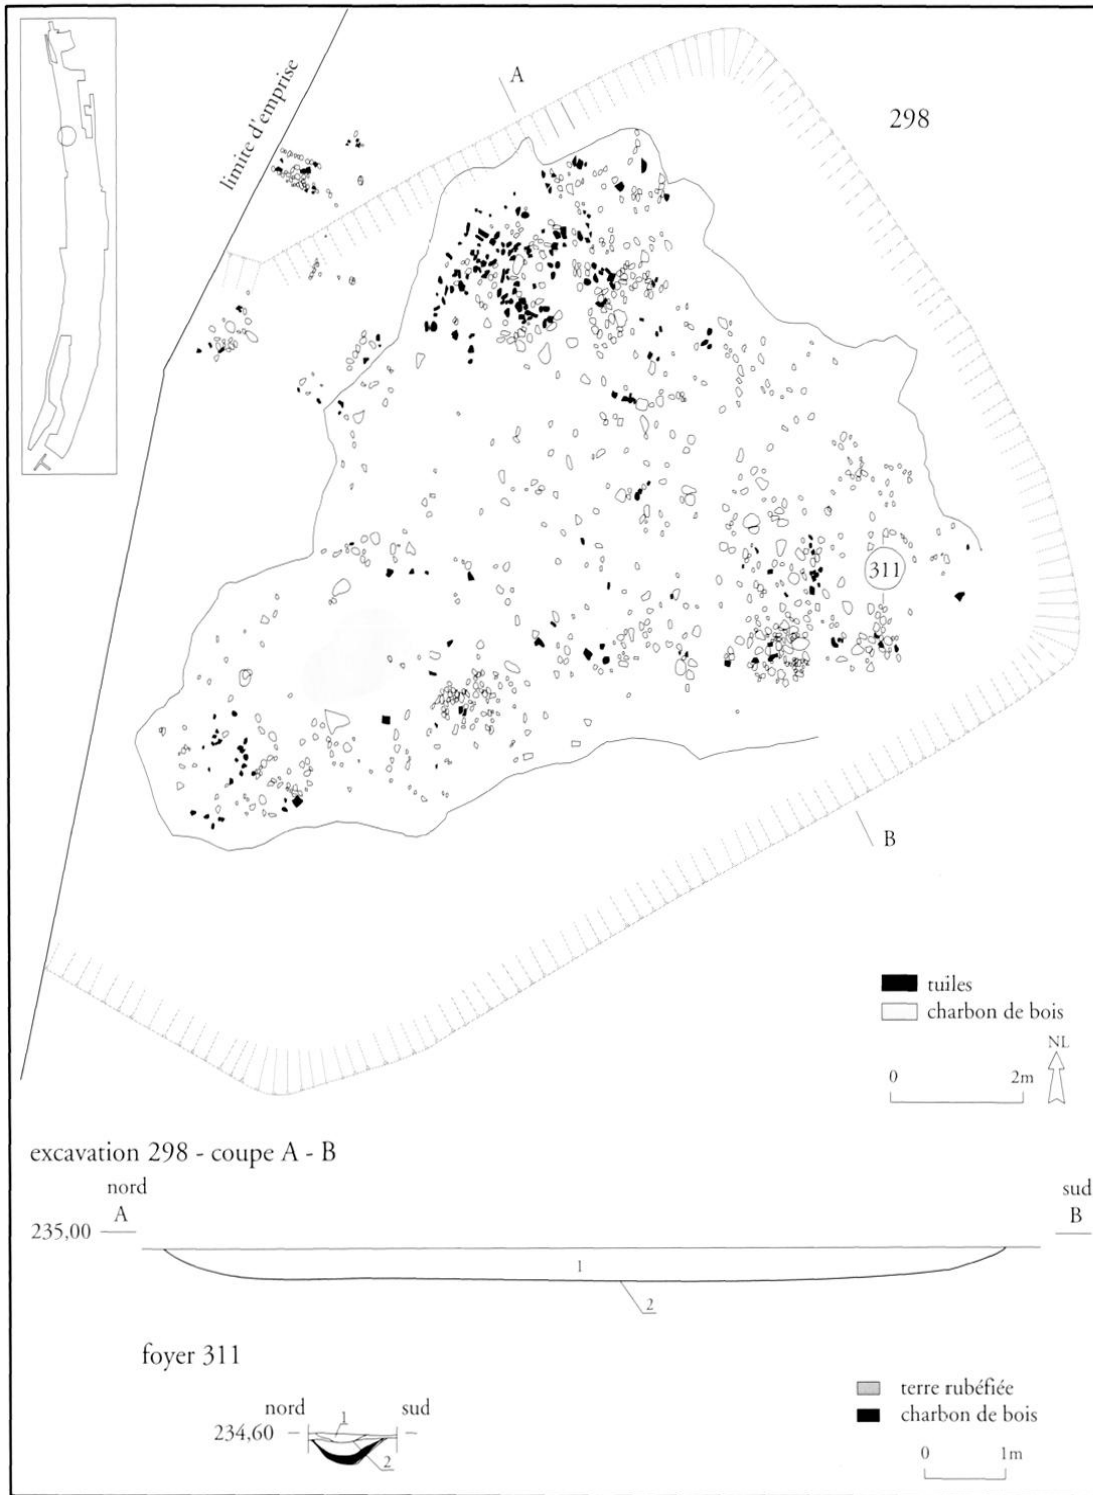 limite d'emprise
A
298
311
B
tuiles
charbon de bois
NL
0 2m
excavation 298 - coupe A - B
nord sud
A B
235,00
1
2
foyer 311
terre rubéfiée
nord 1 sud
charbon de bois
234,60
2
0 1m